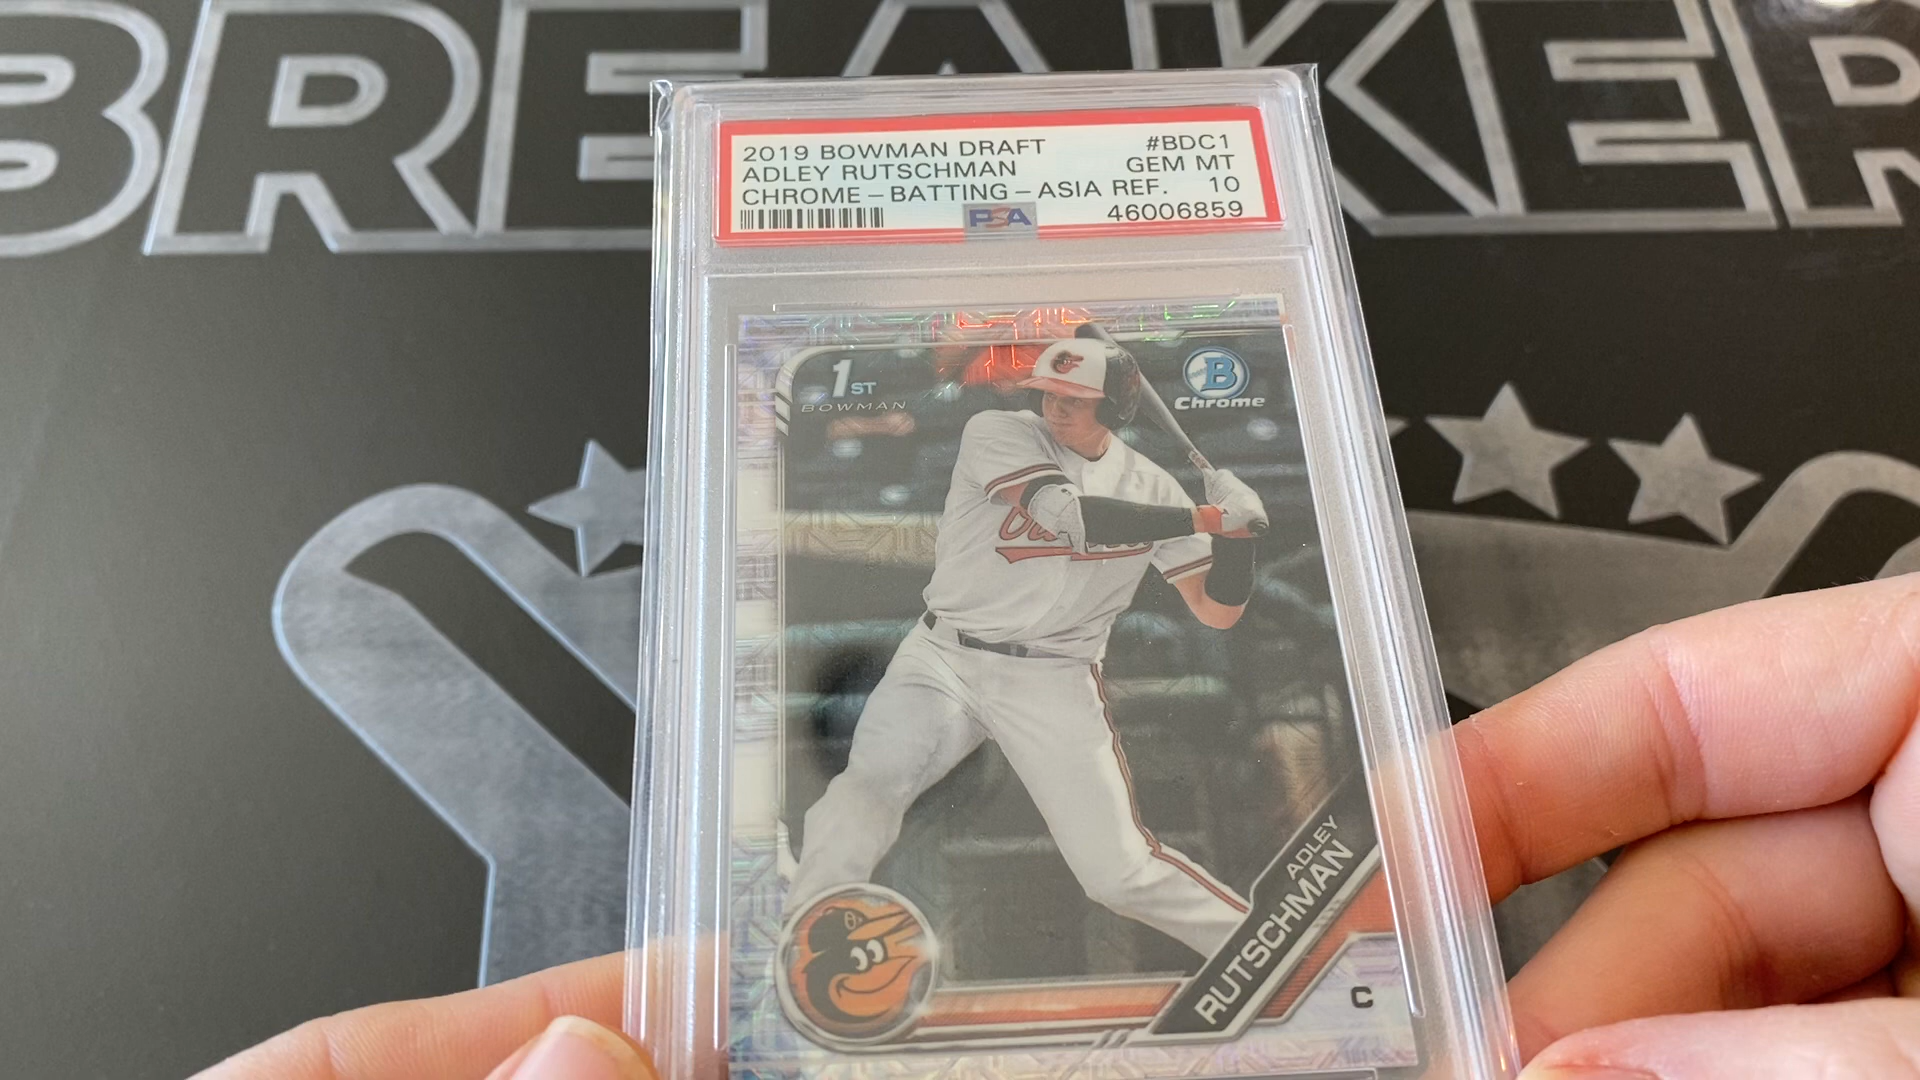 BREAKER
2019 BOWMAN DRAFT #BDC1
ADLEY RUTSCHMAN GEM MT
CHROME - BATTING - ASIA REF. 10
PSA 46006859
1ST
BOWMAN
B
Chrome
ADLEY
RUTSCHMAN
C